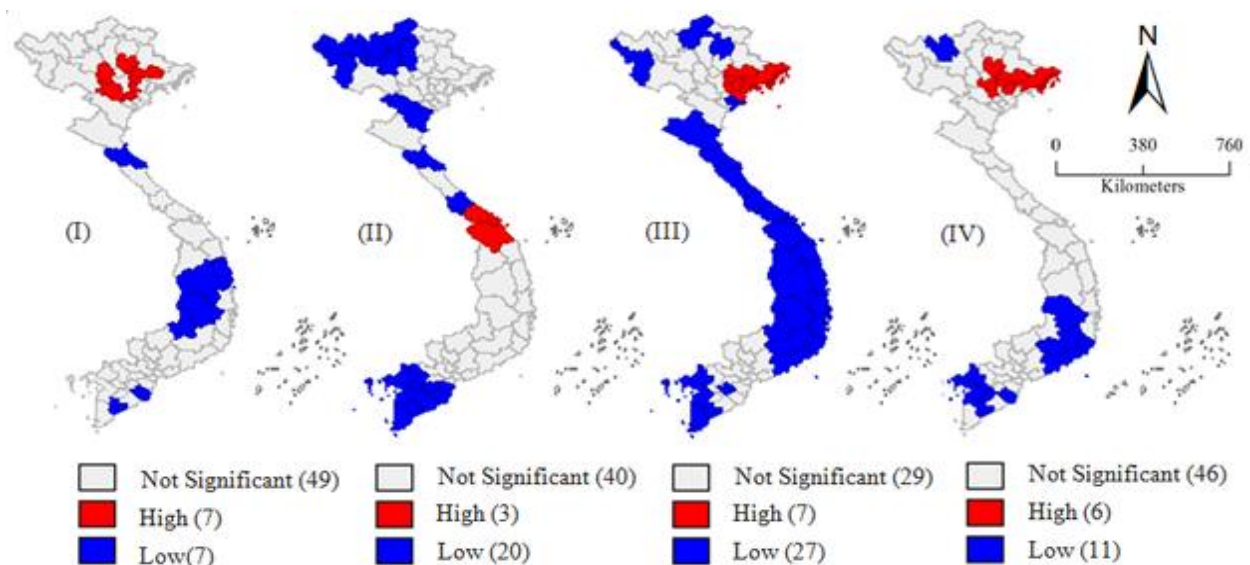 N
0 380 760
Kilometers
(I) (II) (III) (IV)
Not Significant (49) Not Significant (40) Not Significant (29) Not Significant (46)
High (7) High (3) High (7) High (6)
Low(7) Low (20) Low (27) Low (11)